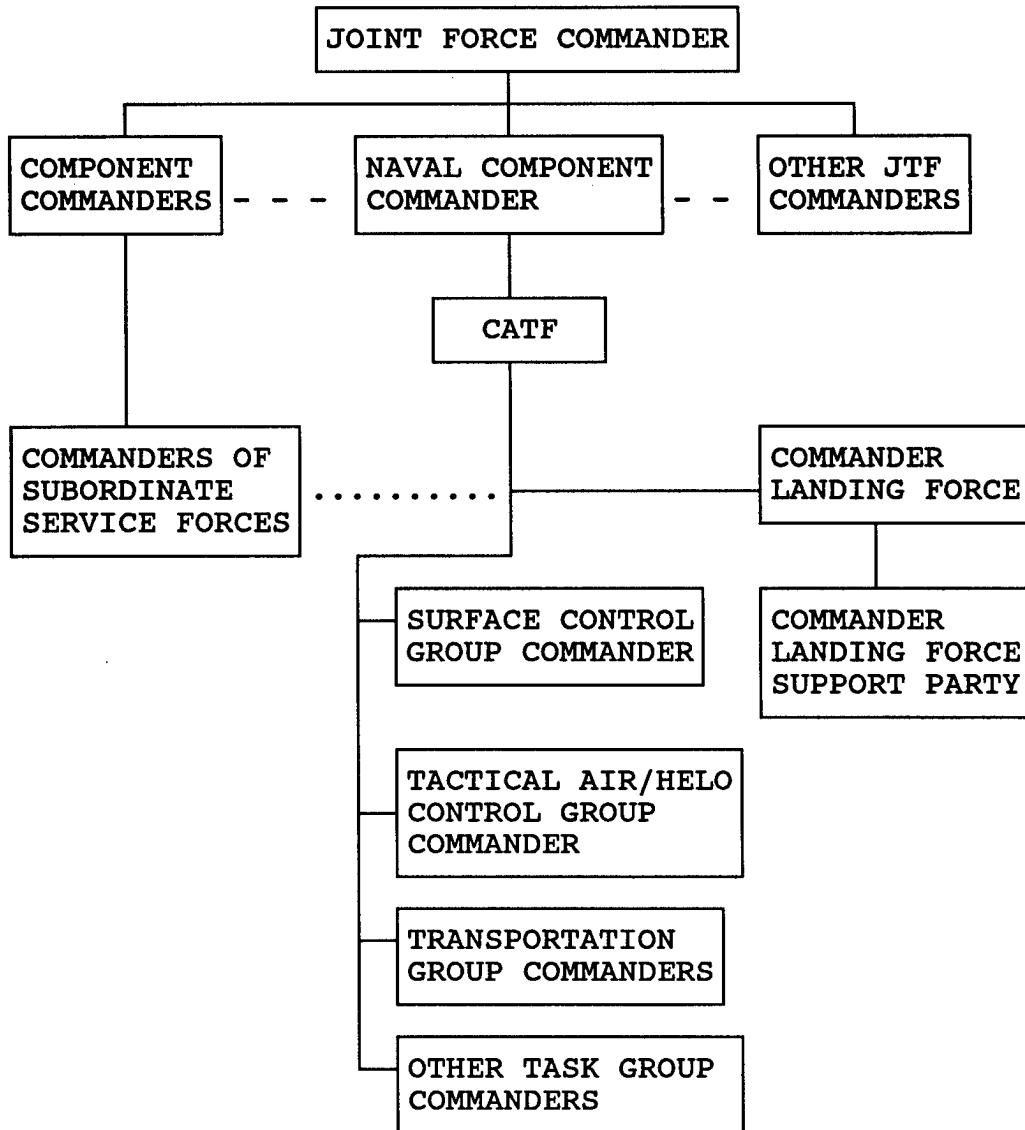 JOINT FORCE COMMANDER
COMPONENT
COMMANDERS
NAVAL COMPONENT
COMMANDER
OTHER JTF
COMMANDERS
CATF
COMMANDERS OF
SUBORDINATE
SERVICE FORCES
COMMANDER
LANDING FORCE
SURFACE CONTROL
GROUP COMMANDER
COMMANDER
LANDING FORCE
SUPPORT PARTY
TACTICAL AIR/HELO
CONTROL GROUP
COMMANDER
TRANSPORTATION
GROUP COMMANDERS
OTHER TASK GROUP
COMMANDERS